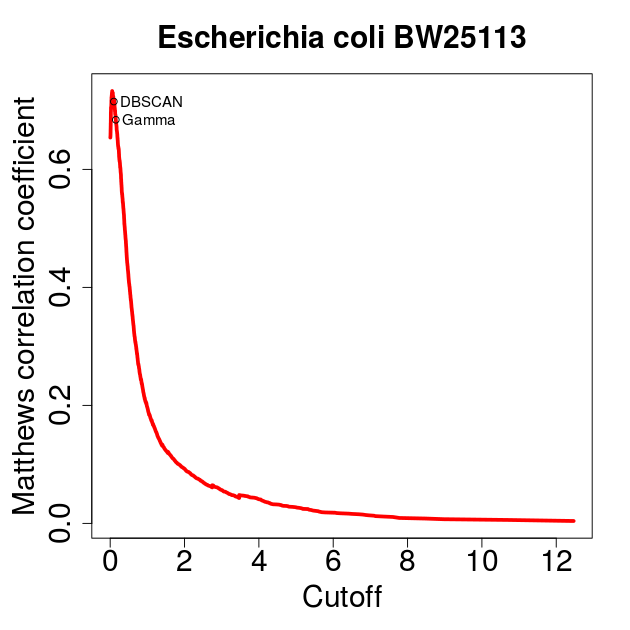 Escherichia coli BW25113
Matthews correlation coefficient
0.6
0.4
0.2
0.0
DBSCAN
Gamma
0 2 4 6 8 10 12
Cutoff